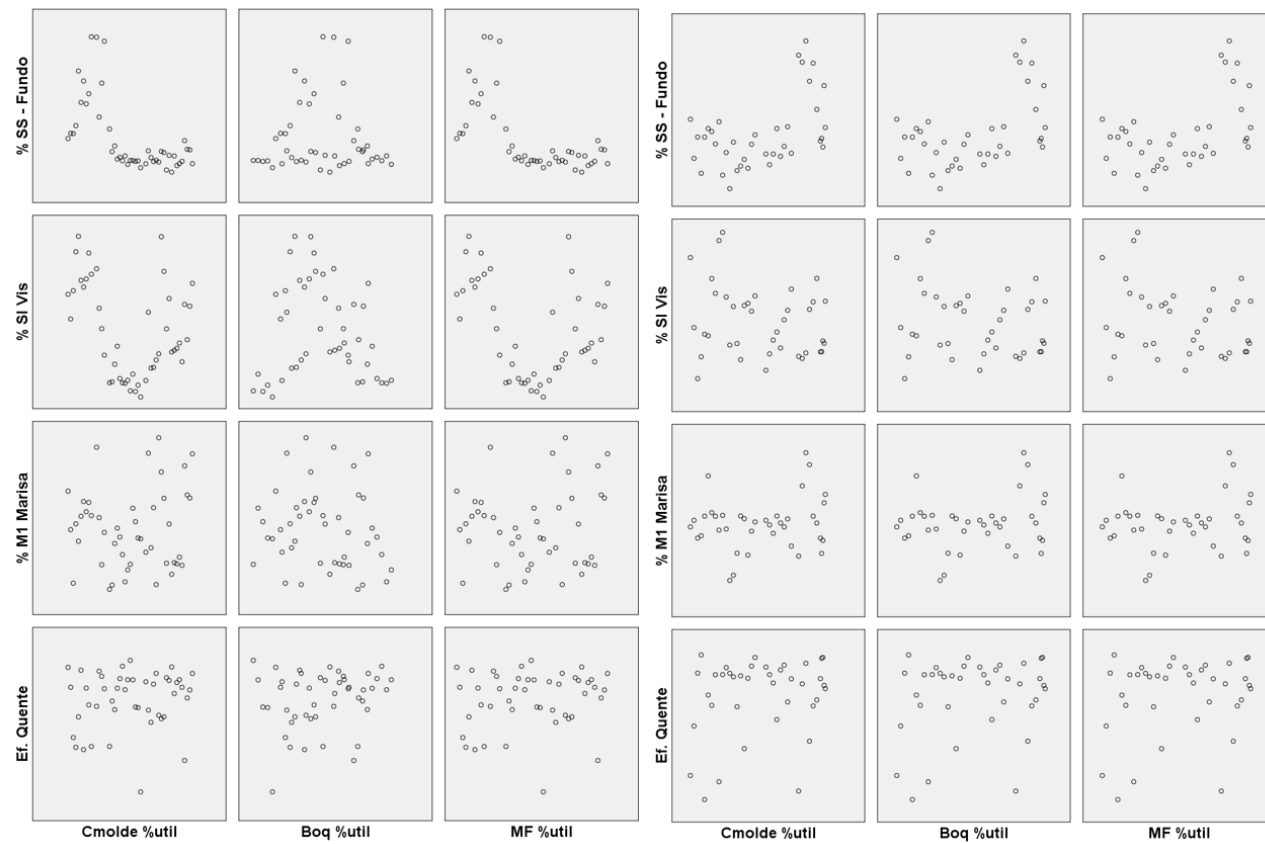 % SS - Fundo
% SI Vis
% M1 Marisa
Ef. Quente
Cmolde %util
Boq %util
MF %util
% SS - Fundo
% SI Vis
% M1 Marisa
Ef. Quente
Cmolde %util
Boq %util
MF %util